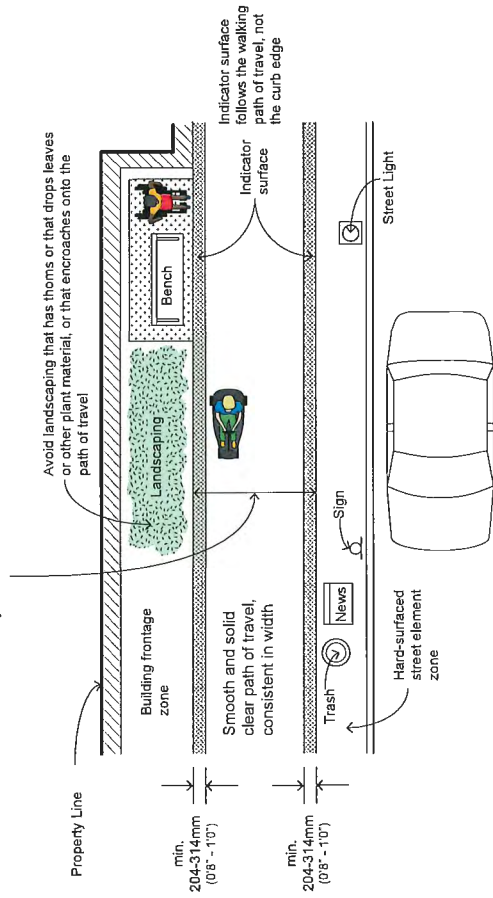 Property Line
Avoid landscaping that has thorns or that drops leaves
or other plant material, or that encroaches onto the
path of travel
Building frontage
zone
Landscaping
Bench
Indicator surface
follows the walking
path of travel, not
the curb edge
Indicator
surface
min.
204-314mm
(0'8" - 1'0")
Smooth and solid
clear path of travel,
consistent in width
min.
204-314mm
(0'8" - 1'0")
Trash
News
Sign
Street Light
Hard-surfaced
street element
zone